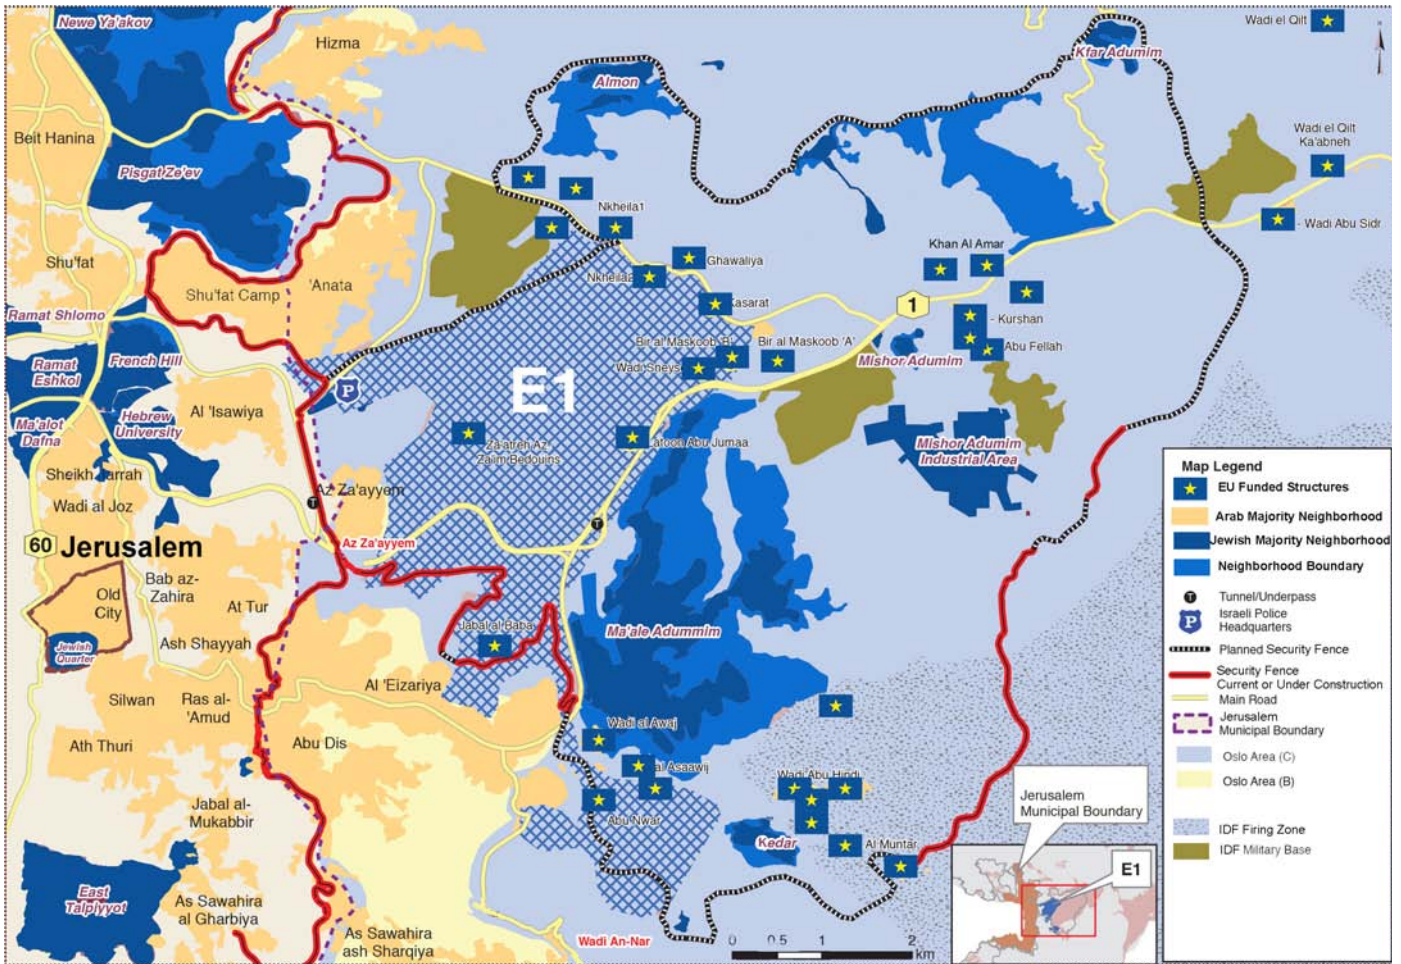 Newe Ya'akov
Hizma
Wadi el Qilt
Kfar Adumim
Almon
Beit Hanina
Wadi el Qilt
Ka'abneh
Pisgat Ze'ev
Nkheila1
- Wadi Abu Sidr
Khan Al Amar
Shu'fat
Ghawaliya
Nkheila2
'Anata
Shu'fat Camp
Kasarat
1
- Kurshan
Ramat Shlomo
Bir al Maskoob 'B'
Bir al Maskoob 'A'
Abu Fellah
French Hill
Mishor Adumim
Ramat
Eshkol
Wadi Sneys
E1
P
Al 'Isawiya
Ma'alot
Dafna
Hebrew
University
Za'atreh Az
Za'im Bedouins
atoon Abu Jumaa
Mishor Adumim
Industrial Area
Sheikh Jarrah
Az Za'ayyem
Wadi al Joz
T
T
60
Jerusalem
Az Za'ayyem
Bab az-
Zahira
Old
City
At Tur
Jabal al Baba
Ma'ale Adummim
Ash Shayyah
Jewish
Quarter
Al 'Eizariya
Silwan
Ras al-
'Amud
Wadi al Awaj
Abu Dis
Ath Thuri
al Asaawij
Wadi Abu Hindi
Jabal al-
Mukabbir
Abu Nwar
Kedar
Al Muntar
East
Talpiyyot
As Sawahira
al Gharbiya
As Sawahira
ash Sharqiya
Wadi An-Nar
0 0.5 1 2
km
Map Legend
EU Funded Structures
Arab Majority Neighborhood
Jewish Majority Neighborhood
Neighborhood Boundary
T
Tunnel/Underpass
P
Israeli Police
Headquarters
Planned Security Fence
Security Fence
Current or Under Construction
Main Road
Jerusalem
Municipal Boundary
Oslo Area (C)
Oslo Area (B)
IDF Firing Zone
IDF Military Base
Jerusalem
Municipal Boundary
E1